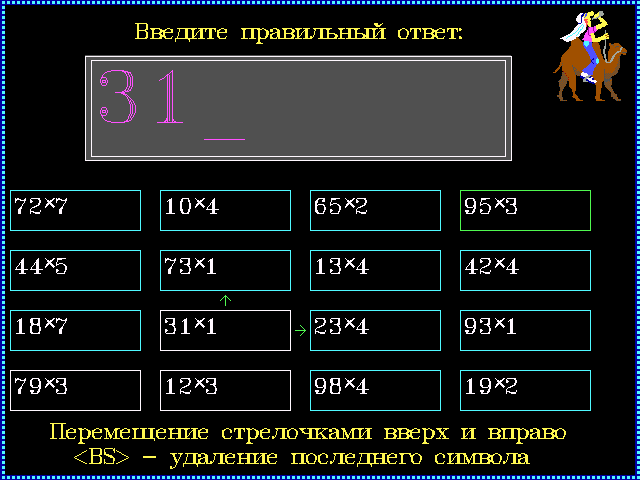 Введите правильный ответ:
31_
72×7 10×4 65×2 95×3
44×5 73×1 13×4 42×4
18×7 31×1 23×4 93×1
79×3 12×3 98×4 19×2
Перемещение стрелочками вверх и вправо
<BS> – удаление последнего символа